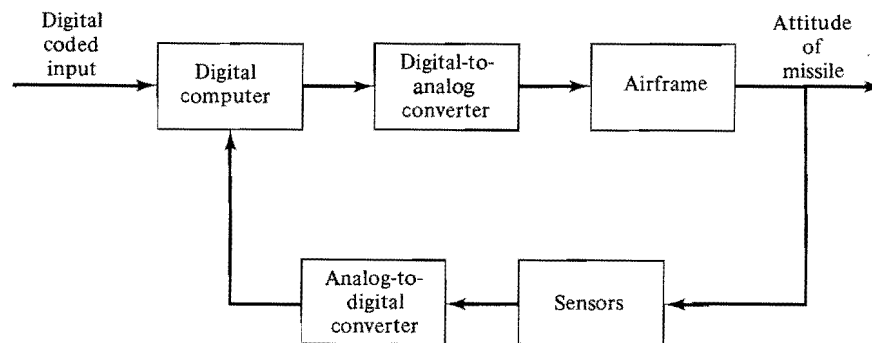 Digital
coded
input
Digital
computer
Digital-to-
analog
converter
Airframe
Attitude
of
missile
Analog-to-
digital
converter
Sensors